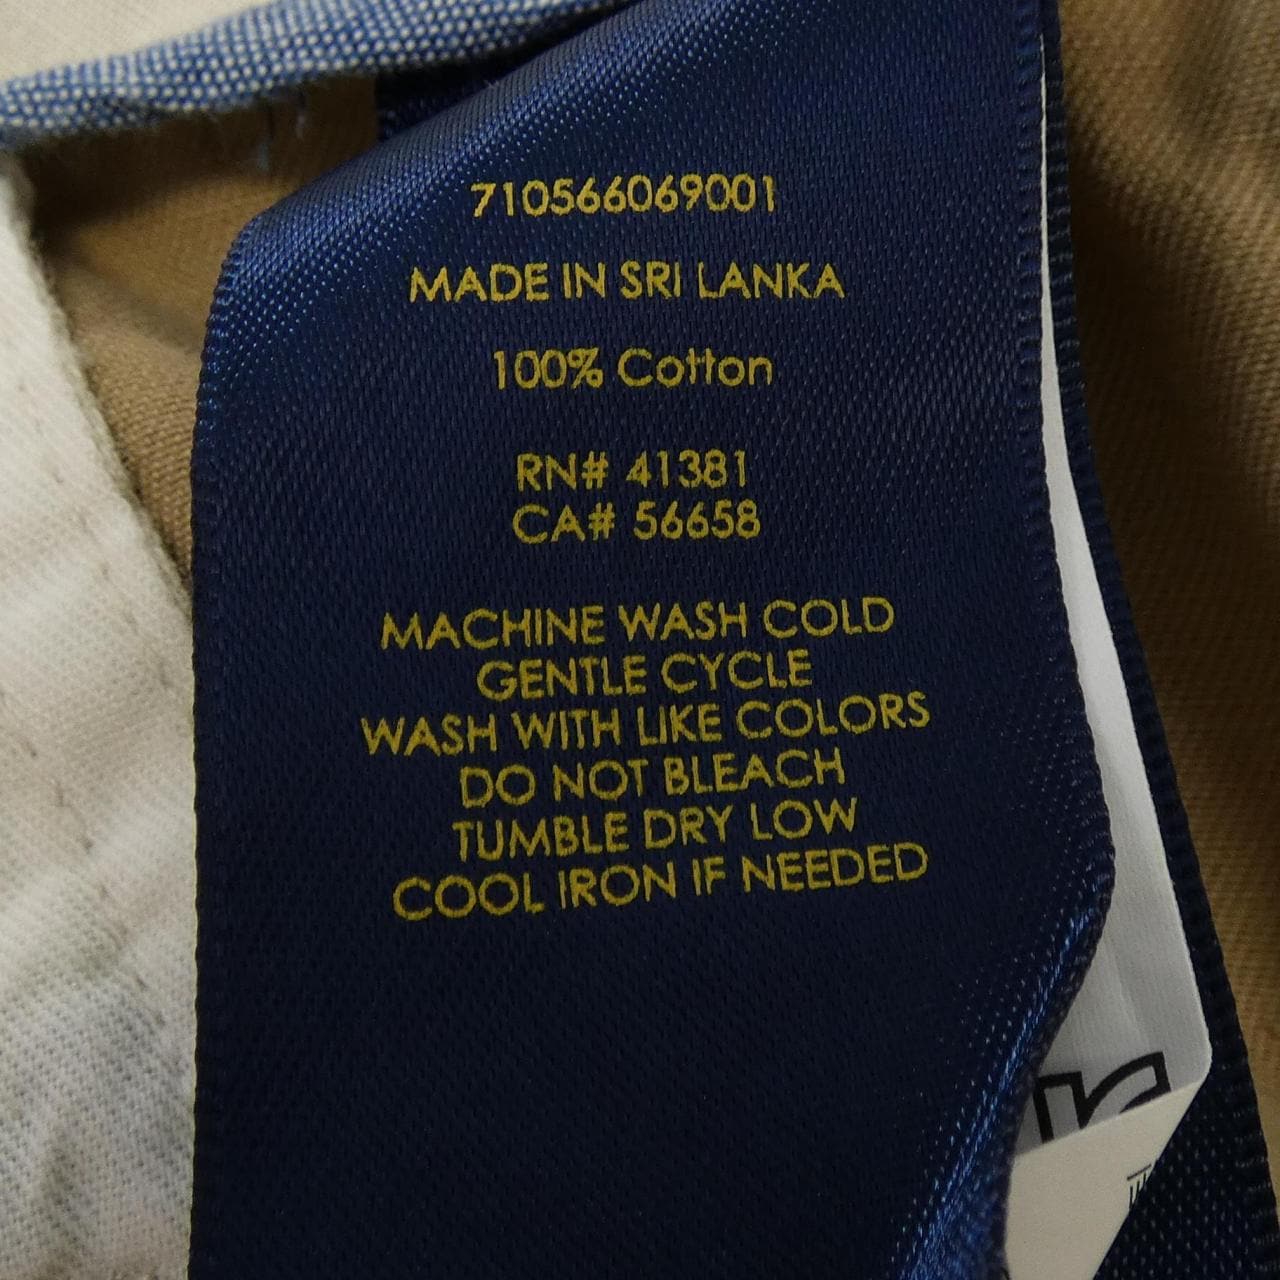 710566069001
MADE IN SRI LANKA
100% Cotton
RN# 41381
CA# 56658
MACHINE WASH COLD
GENTLE CYCLE
WASH WITH LIKE COLORS
DO NOT BLEACH
TUMBLE DRY LOW
COOL IRON IF NEEDED